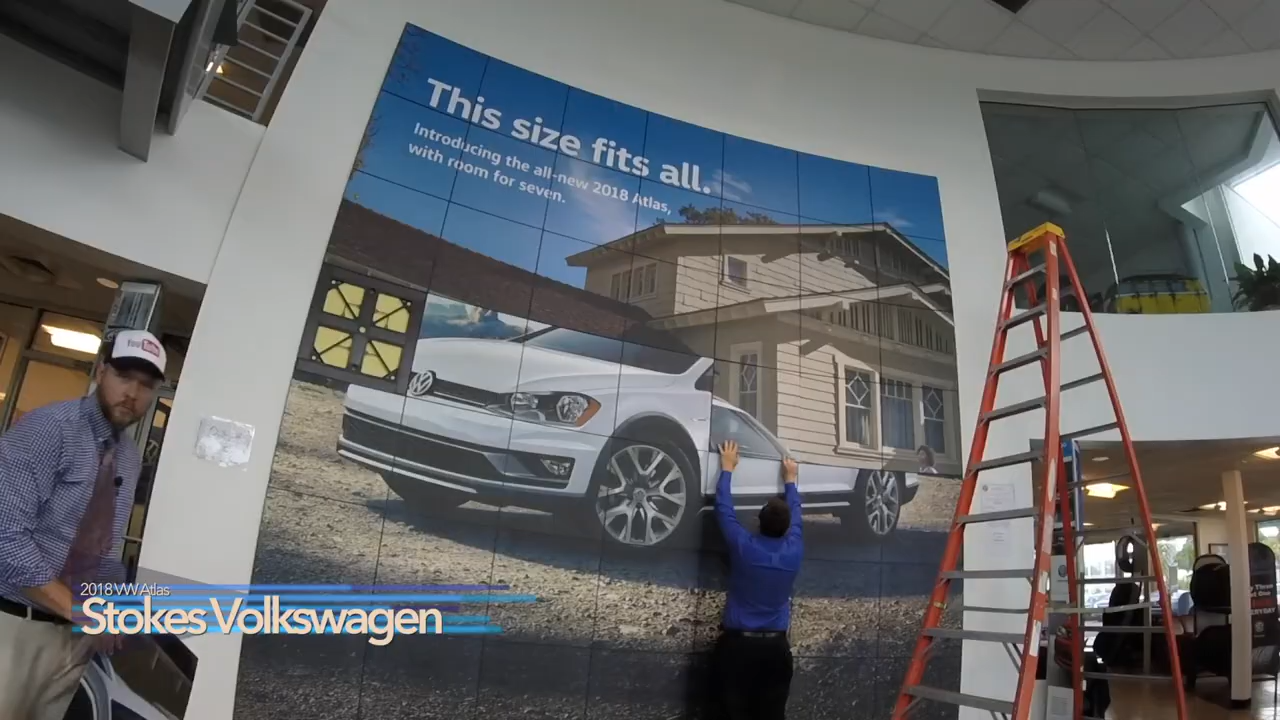 This size fits all.
Introducing the all-new 2018 Atlas,
with room for seven.
YouTube
2018 VW Atlas
Stokes Volkswagen